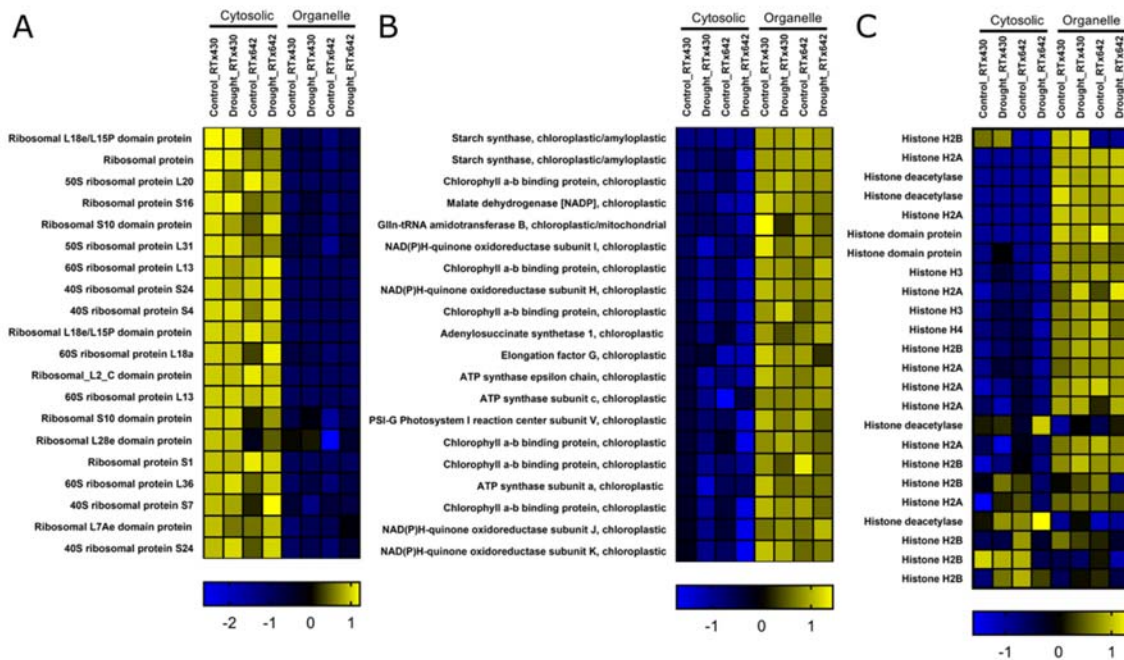 A
Cytosolic Organelle
Control_RTx430
Drought_RTx430
Control_RTx642
Drought_RTx642
Control_RTx430
Drought_RTx430
Control_RTx642
Drought_RTx642
Ribosomal L18e/L15P domain protein
Ribosomal protein
50S ribosomal protein L20
Ribosomal protein S16
Ribosomal S10 domain protein
50S ribosomal protein L31
60S ribosomal protein L13
40S ribosomal protein S24
40S ribosomal protein S4
Ribosomal L18e/L15P domain protein
60S ribosomal protein L18a
Ribosomal_L2_C domain protein
60S ribosomal protein L13
Ribosomal S10 domain protein
Ribosomal L28e domain protein
Ribosomal protein S1
60S ribosomal protein L36
40S ribosomal protein S7
Ribosomal L7Ae domain protein
40S ribosomal protein S24
-2 -1 0 1
B
Cytosolic Organelle
Control_RTx430
Drought_RTx430
Control_RTx642
Drought_RTx642
Control_RTx430
Drought_RTx430
Control_RTx642
Drought_RTx642
Starch synthase, chloroplastic/amyloplastic
Starch synthase, chloroplastic/amyloplastic
Chlorophyll a-b binding protein, chloroplastic
Malate dehydrogenase [NADP], chloroplastic
Glln-tRNA amidotransferase B, chloroplastic/mitochondrial
NAD(P)H-quinone oxidoreductase subunit I, chloroplastic
Chlorophyll a-b binding protein, chloroplastic
NAD(P)H-quinone oxidoreductase subunit H, chloroplastic
Chlorophyll a-b binding protein, chloroplastic
Adenylosuccinate synthetase 1, chloroplastic
Elongation factor G, chloroplastic
ATP synthase epsilon chain, chloroplastic
ATP synthase subunit c, chloroplastic
PSI-G Photosystem I reaction center subunit V, chloroplastic
Chlorophyll a-b binding protein, chloroplastic
Chlorophyll a-b binding protein, chloroplastic
ATP synthase subunit a, chloroplastic
Chlorophyll a-b binding protein, chloroplastic
NAD(P)H-quinone oxidoreductase subunit J, chloroplastic
NAD(P)H-quinone oxidoreductase subunit K, chloroplastic
-1 0 1
C
Cytosolic Organelle
Control_RTx430
Drought_RTx430
Control_RTx642
Drought_RTx642
Control_RTx430
Drought_RTx430
Control_RTx642
Drought_RTx642
Histone H2B
Histone H2A
Histone deacetylase
Histone deacetylase
Histone H2A
Histone domain protein
Histone domain protein
Histone H3
Histone H2A
Histone H3
Histone H4
Histone H2B
Histone H2A
Histone H2A
Histone H2A
Histone deacetylase
Histone H2A
Histone H2B
Histone H2B
Histone H2A
Histone deacetylase
Histone H2B
Histone H2B
Histone H2B
-1 0 1